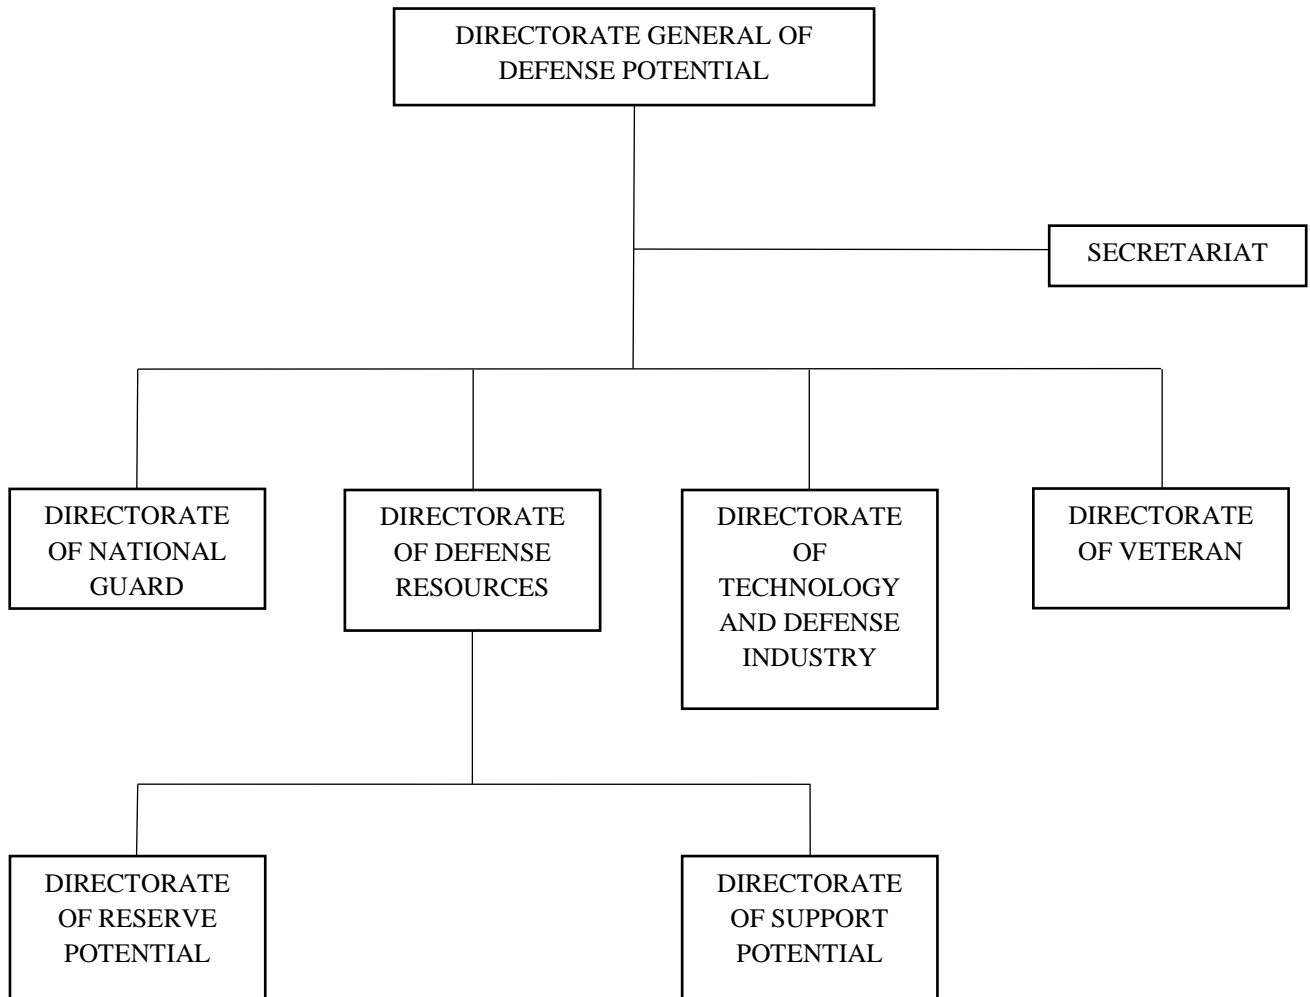 DIRECTORATE GENERAL OF
DEFENSE POTENTIAL
SECRETARIAT
DIRECTORATE
OF NATIONAL
GUARD
DIRECTORATE
OF DEFENSE
RESOURCES
DIRECTORATE
OF
TECHNOLOGY
AND DEFENSE
INDUSTRY
DIRECTORATE
OF VETERAN
DIRECTORATE
OF RESERVE
POTENTIAL
DIRECTORATE
OF SUPPORT
POTENTIAL